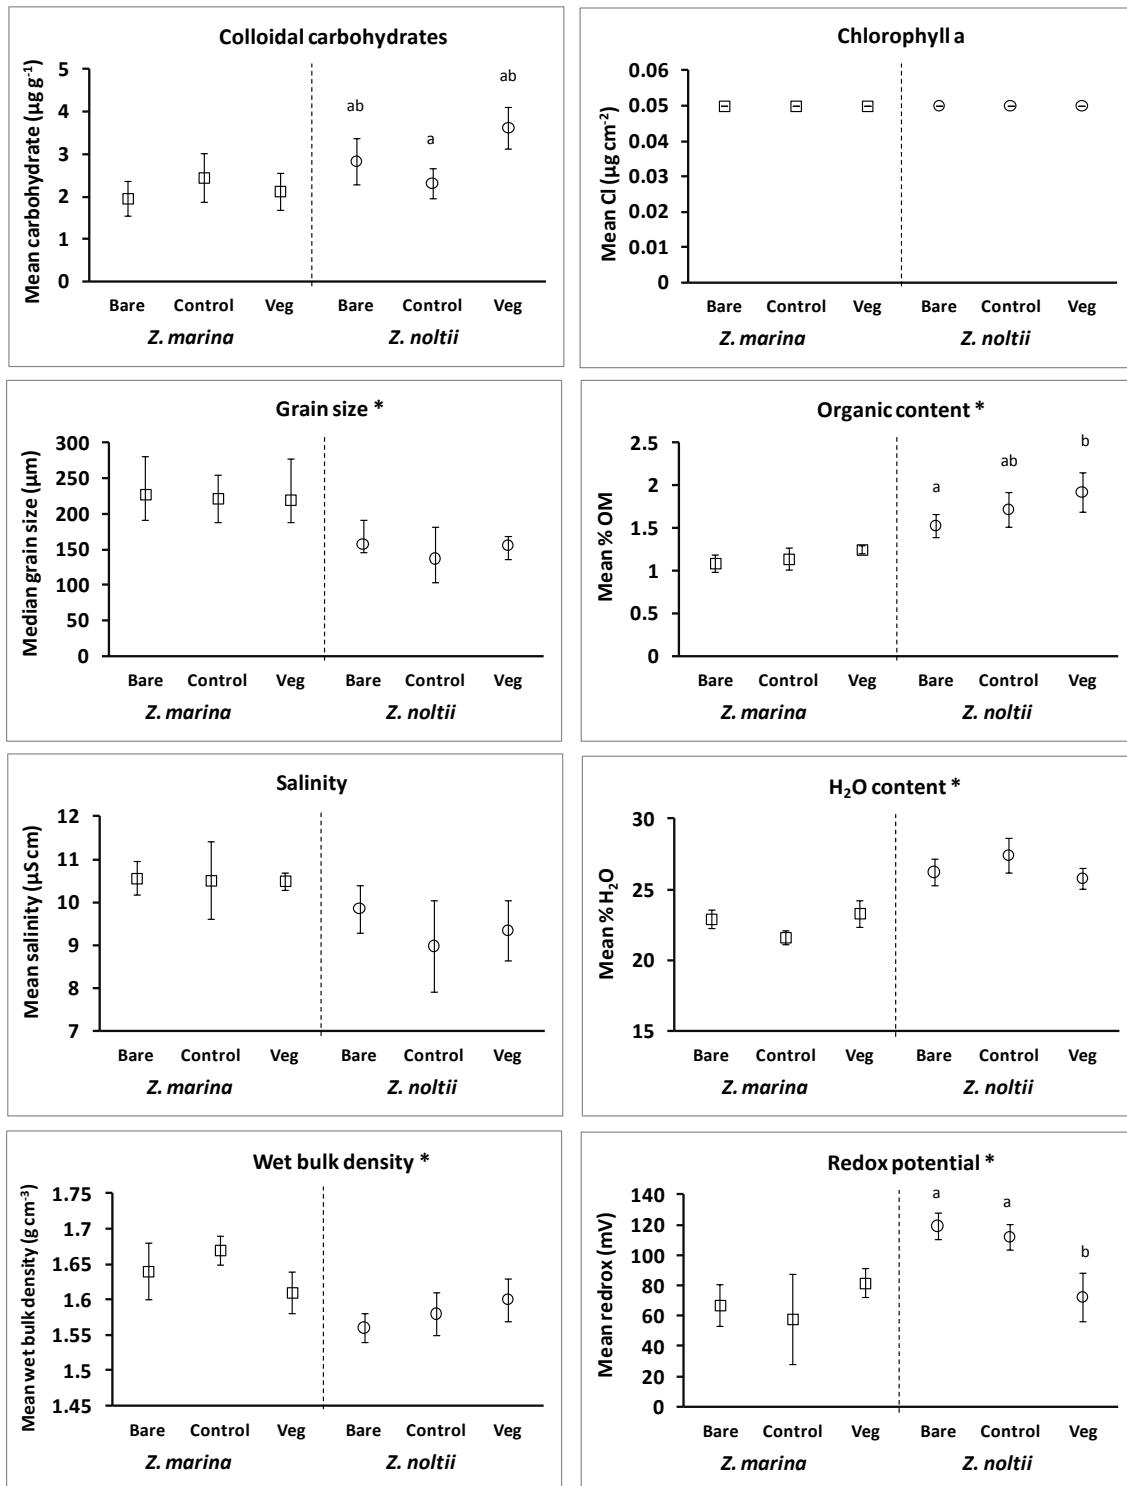 Colloidal carbohydrates
Mean carbohydrate (µg g⁻¹)
5
4
3
2
1
0
ab
a
ab
Bare Control Veg Bare Control Veg
Z. marina Z. noltii
Chlorophyll a
Mean Cl (µg cm⁻²)
0.06
0.05
0.04
0.03
0.02
0.01
0
Bare Control Veg Bare Control Veg
Z. marina Z. noltii
Grain size *
Median grain size (µm)
300
250
200
150
100
50
0
Bare Control Veg Bare Control Veg
Z. marina Z. noltii
Organic content *
Mean % OM
2.5
2
1.5
1
0.5
0
a
ab
b
Bare Control Veg Bare Control Veg
Z. marina Z. noltii
Salinity
Mean salinity (µS cm)
12
11
10
9
8
7
Bare Control Veg Bare Control Veg
Z. marina Z. noltii
H₂O content *
Mean % H₂O
30
25
20
15
Bare Control Veg Bare Control Veg
Z. marina Z. noltii
Wet bulk density *
Mean wet bulk density (g cm⁻³)
1.75
1.7
1.65
1.6
1.55
1.5
1.45
Bare Control Veg Bare Control Veg
Z. marina Z. noltii
Redox potential *
Mean redrox (mV)
140
120
100
80
60
40
20
0
a
a
b
Bare Control Veg Bare Control Veg
Z. marina Z. noltii